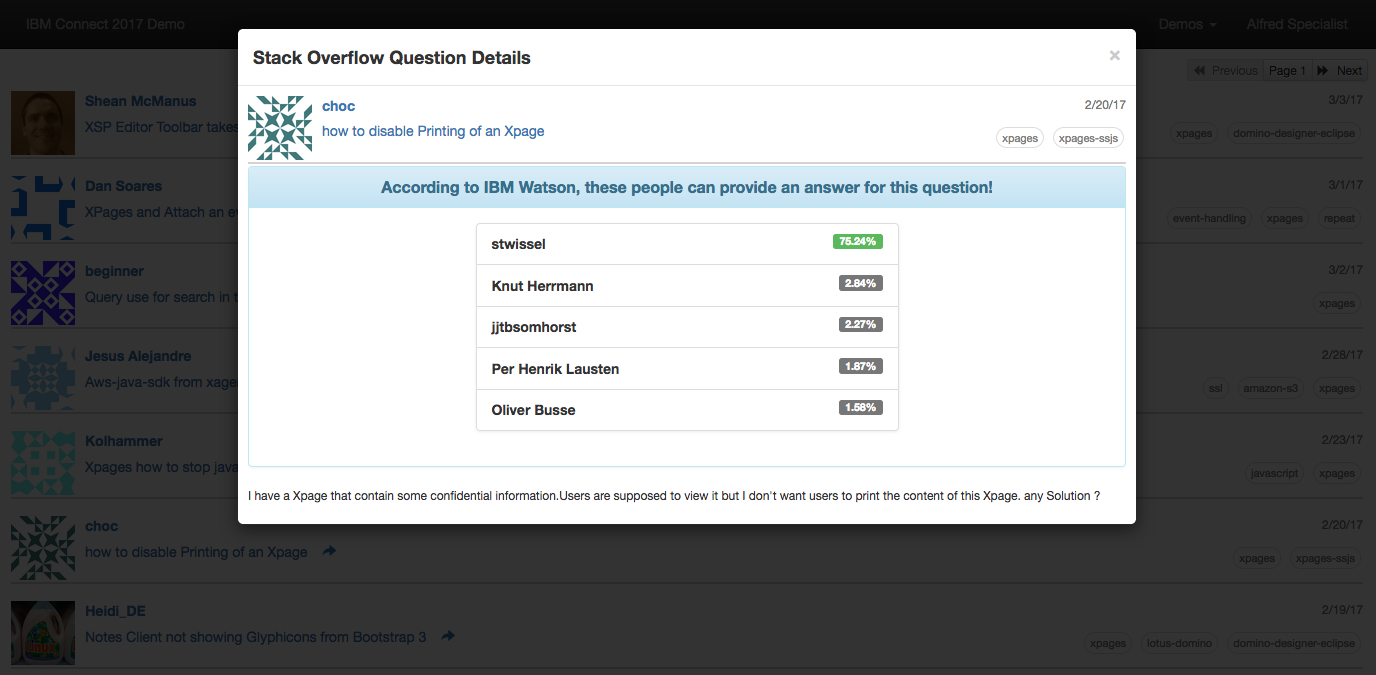 IBM Connect 2017 Demo
Demos
Alfred Specialist
Stack Overflow Question Details
×
Previous
Page 1
Next
choc
2/20/17
how to disable Printing of an Xpage
xpages
xpages-ssjs
According to IBM Watson, these people can provide an answer for this question!
stwissel
75.24%
Knut Herrmann
2.84%
jjtbsomhorst
2.27%
Per Henrik Lausten
1.87%
Oliver Busse
1.58%
I have a Xpage that contain some confidential information.Users are supposed to view it but I don't want users to print the content of this Xpage. any Solution ?
Shean McManus
3/3/17
XSP Editor Toolbar takes
xpages
domino-designer-eclipse
Dan Soares
3/1/17
XPages and Attach an e
event-handling
xpages
repeat
beginner
3/2/17
Query use for search in t
xpages
Jesus Alejandre
2/28/17
Aws-java-sdk from xage
ssl
amazon-s3
xpages
Kolhammer
2/23/17
Xpages how to stop java
javascript
xpages
choc
2/20/17
how to disable Printing of an Xpage
xpages
xpages-ssjs
Heidi_DE
2/19/17
Notes Client not showing Glyphicons from Bootstrap 3
xpages
lotus-domino
domino-designer-eclipse